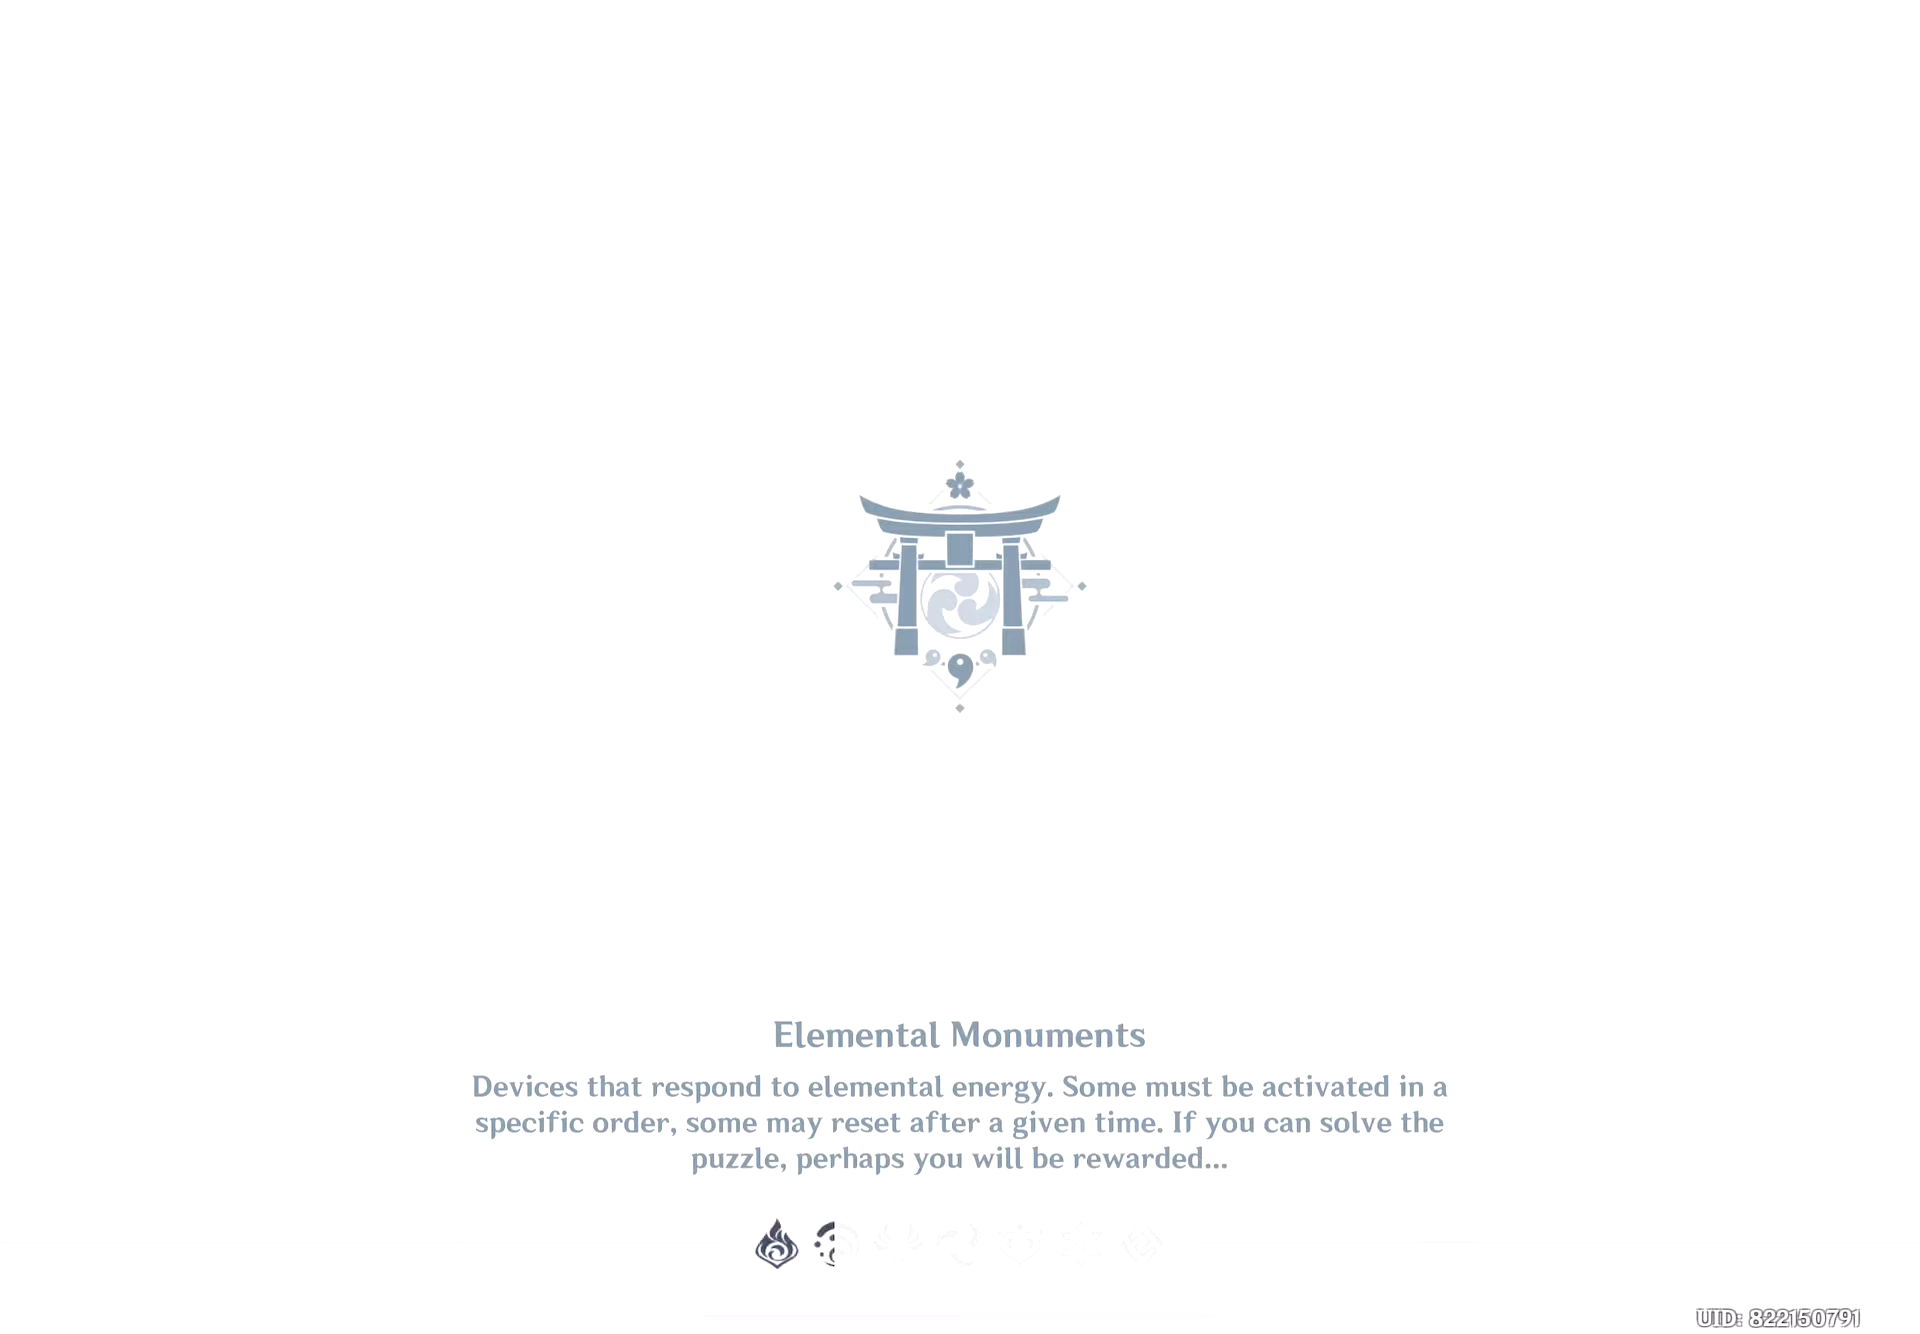 Elemental Monuments
Devices that respond to elemental energy. Some must be activated in a
specific order, some may reset after a given time. If you can solve the
puzzle, perhaps you will be rewarded...
UID: 822150791